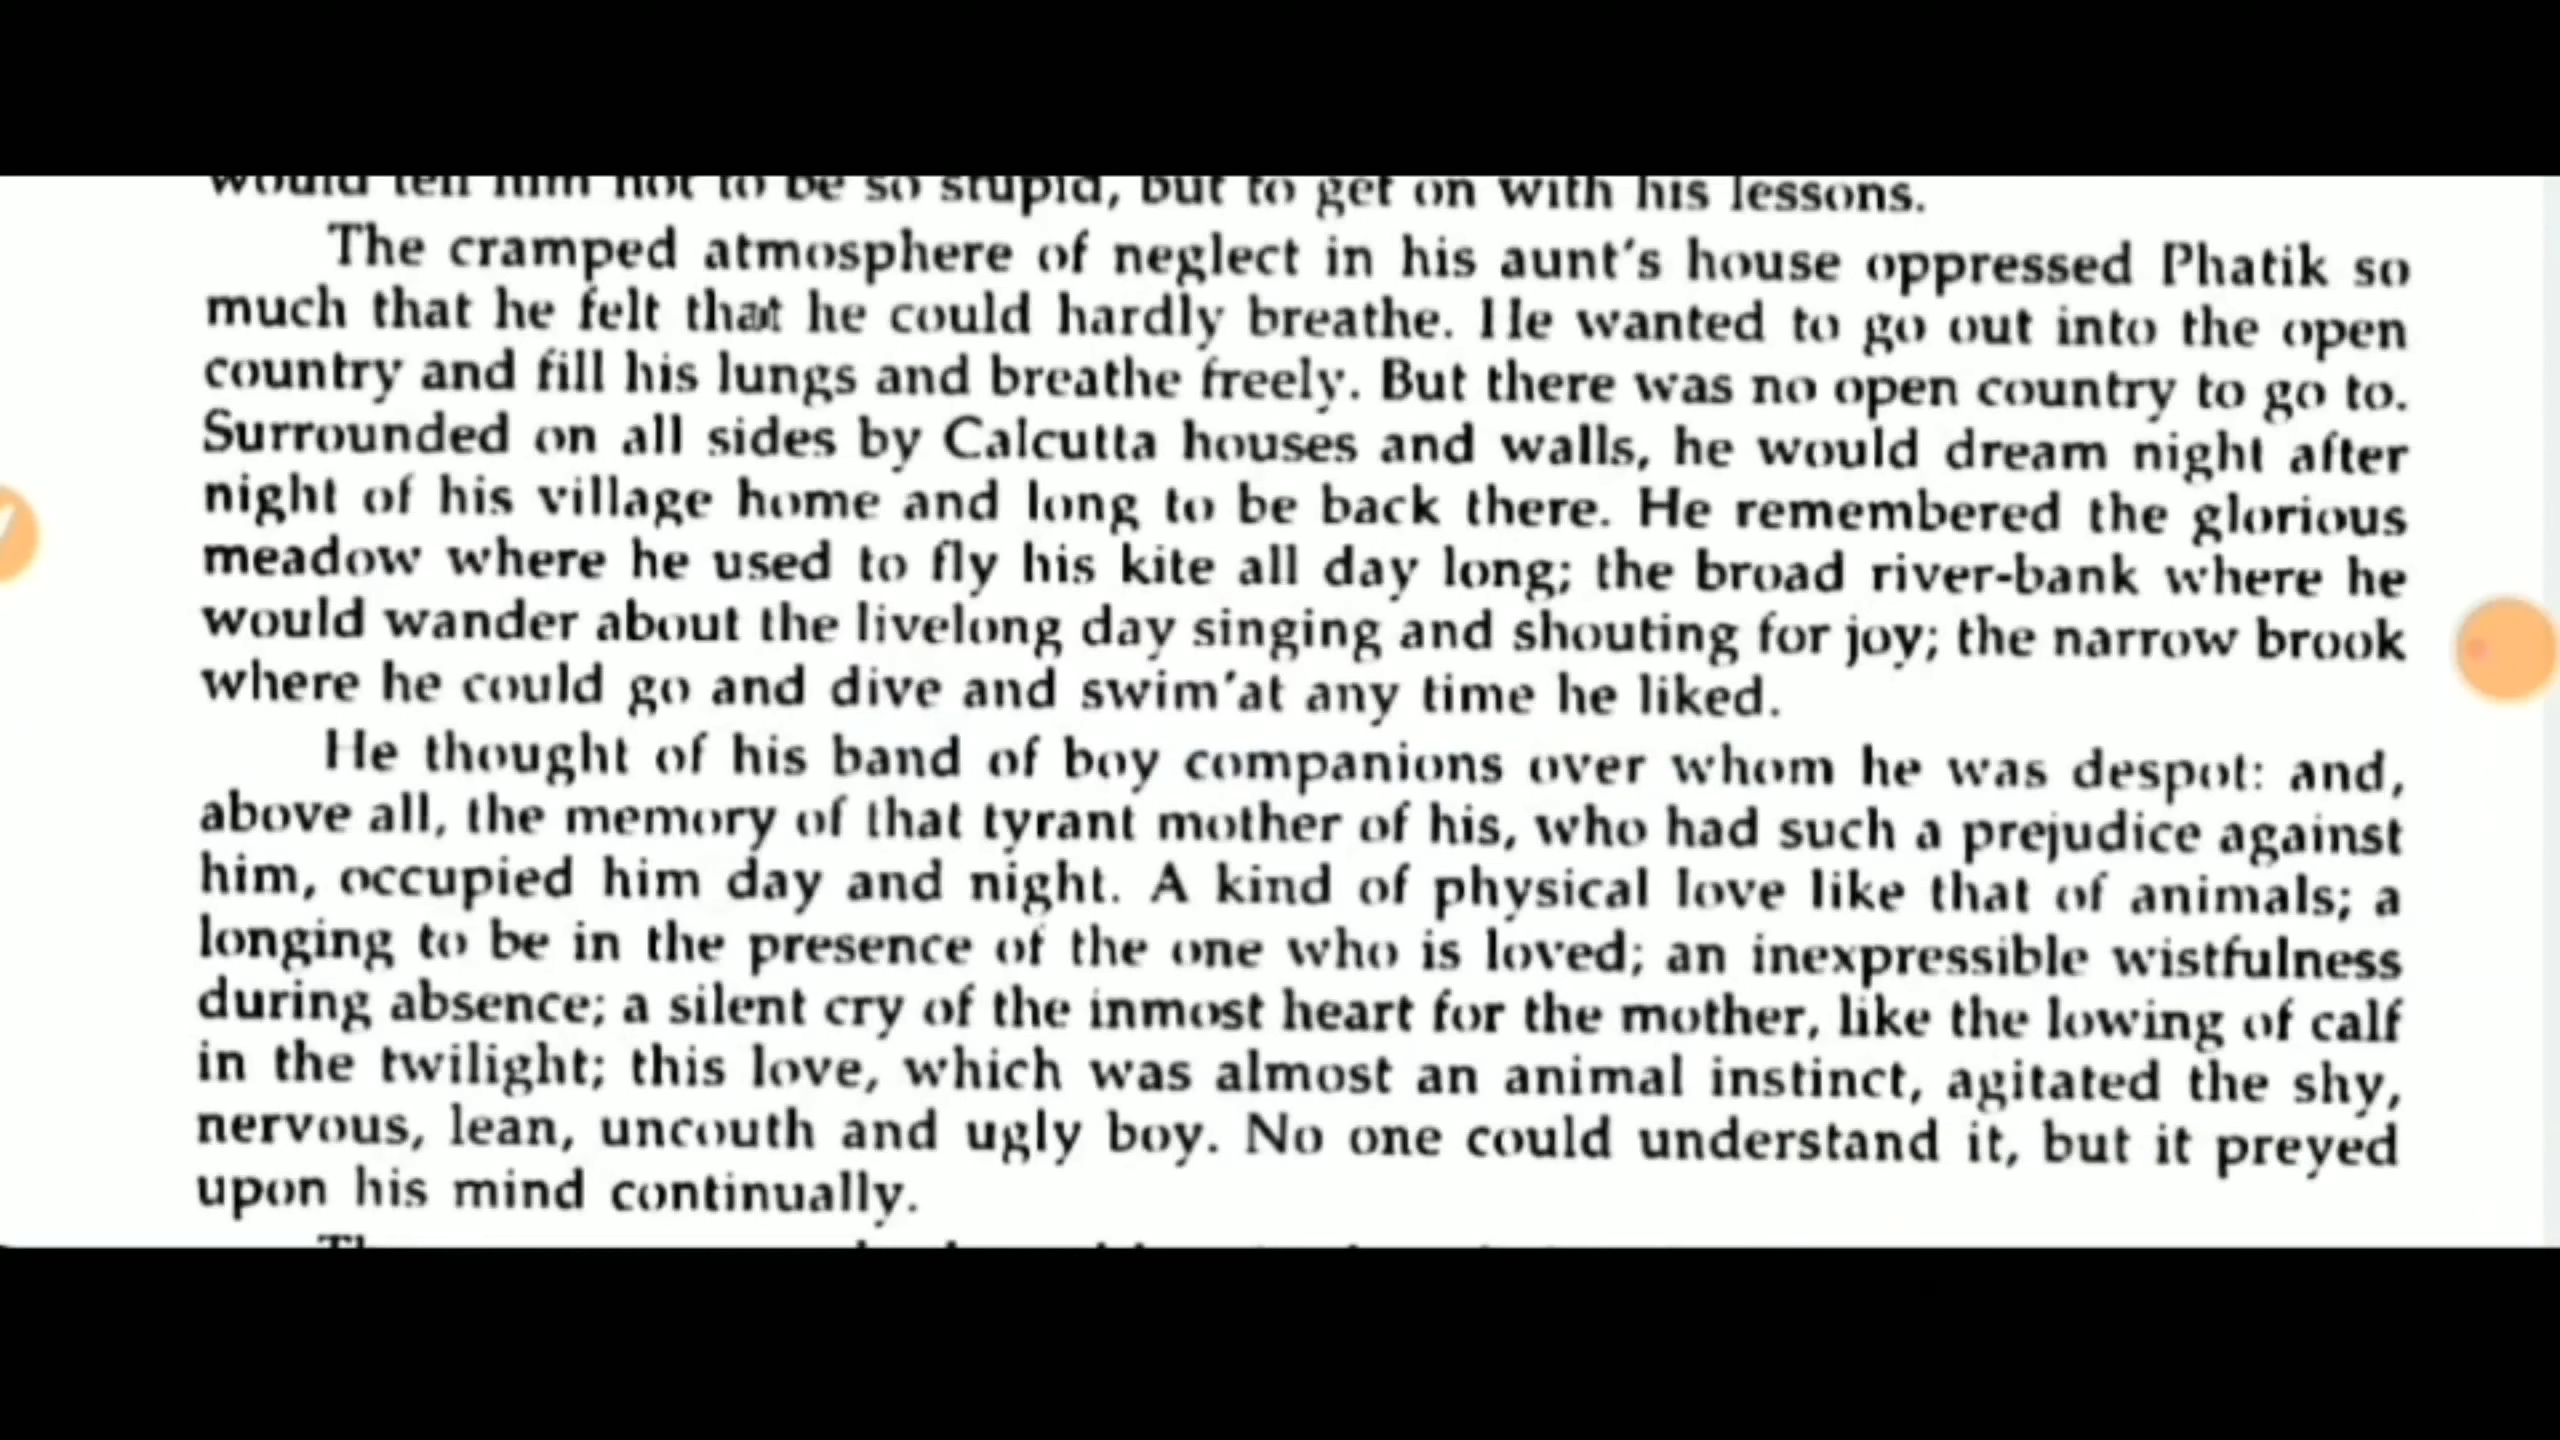 would tell him not to be so stupid, but to get on with his lessons.
The cramped atmosphere of neglect in his aunt's house oppressed Phatik so
much that he felt that he could hardly breathe. He wanted to go out into the open
country and fill his lungs and breathe freely. But there was no open country to go to.
Surrounded on all sides by Calcutta houses and walls, he would dream night after
night of his village home and long to be back there. He remembered the glorious
meadow where he used to fly his kite all day long; the broad river-bank where he
would wander about the livelong day singing and shouting for joy; the narrow brook
where he could go and dive and swim'at any time he liked.
He thought of his band of boy companions over whom he was despot: and,
above all, the memory of that tyrant mother of his, who had such a prejudice against
him, occupied him day and night. A kind of physical love like that of animals; a
longing to be in the presence of the one who is loved; an inexpressible wistfulness
during absence; a silent cry of the inmost heart for the mother, like the lowing of calf
in the twilight; this love, which was almost an animal instinct, agitated the shy,
nervous, lean, uncouth and ugly boy. No one could understand it, but it preyed
upon his mind continually.